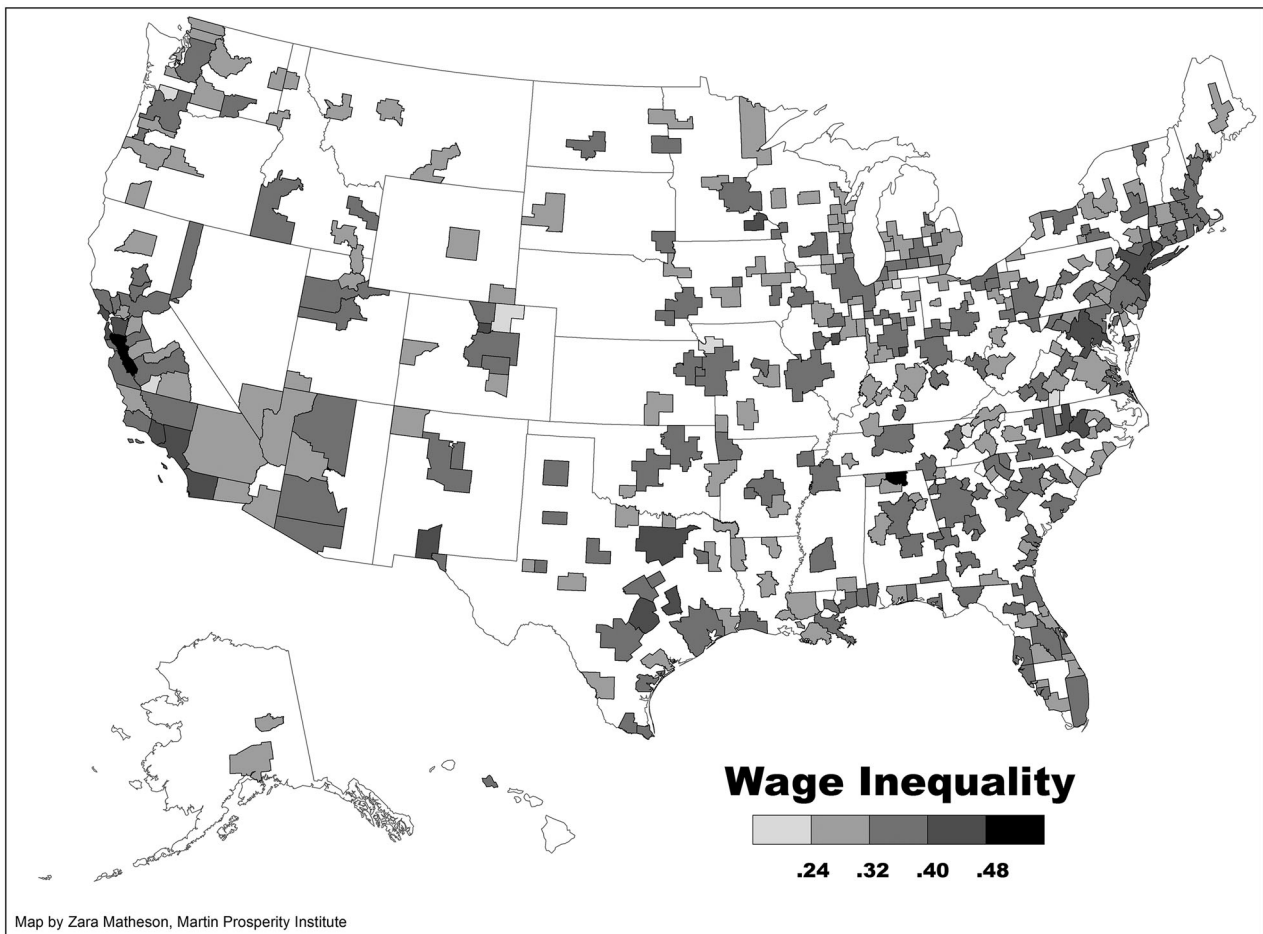 Wage Inequality
.24 .32 .40 .48
Map by Zara Matheson, Martin Prosperity Institute